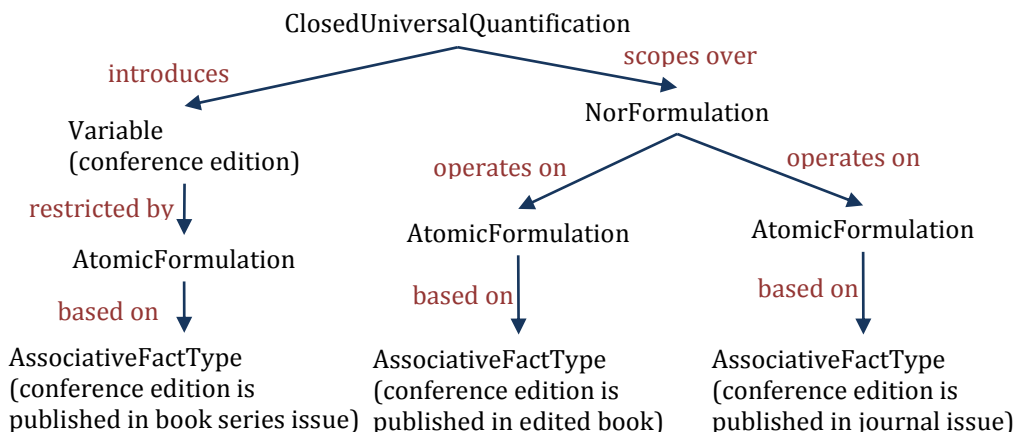 ClosedUniversalQuantification
introduces
scopes over
Variable
(conference edition)
NorFormulation
operates on
operates on
restricted by
AtomicFormulation
AtomicFormulation
AtomicFormulation
based on
based on
based on
AssociativeFactType
(conference edition is
published in book series issue)
AssociativeFactType
(conference edition is
published in edited book)
AssociativeFactType
(conference edition is
published in journal issue)